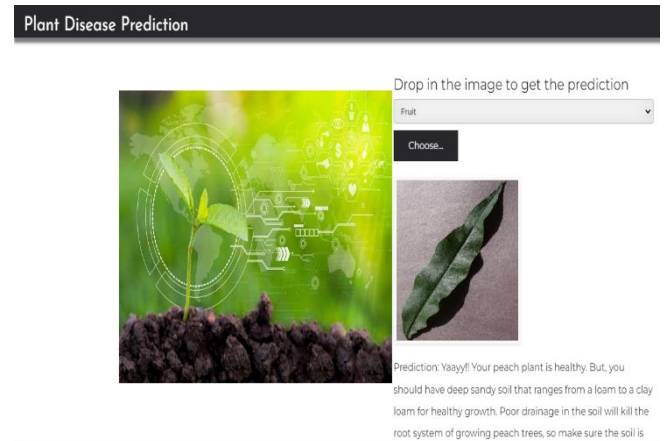 Plant Disease Prediction
Drop in the image to get the prediction
Fruit
Choose...
Prediction: Yaayy!! Your peach plant is healthy. But, you
should have deep sandy soil that ranges from a loam to a clay
loam for healthy growth. Poor drainage in the soil will kill the
root system of growing peach trees, so make sure the soil is